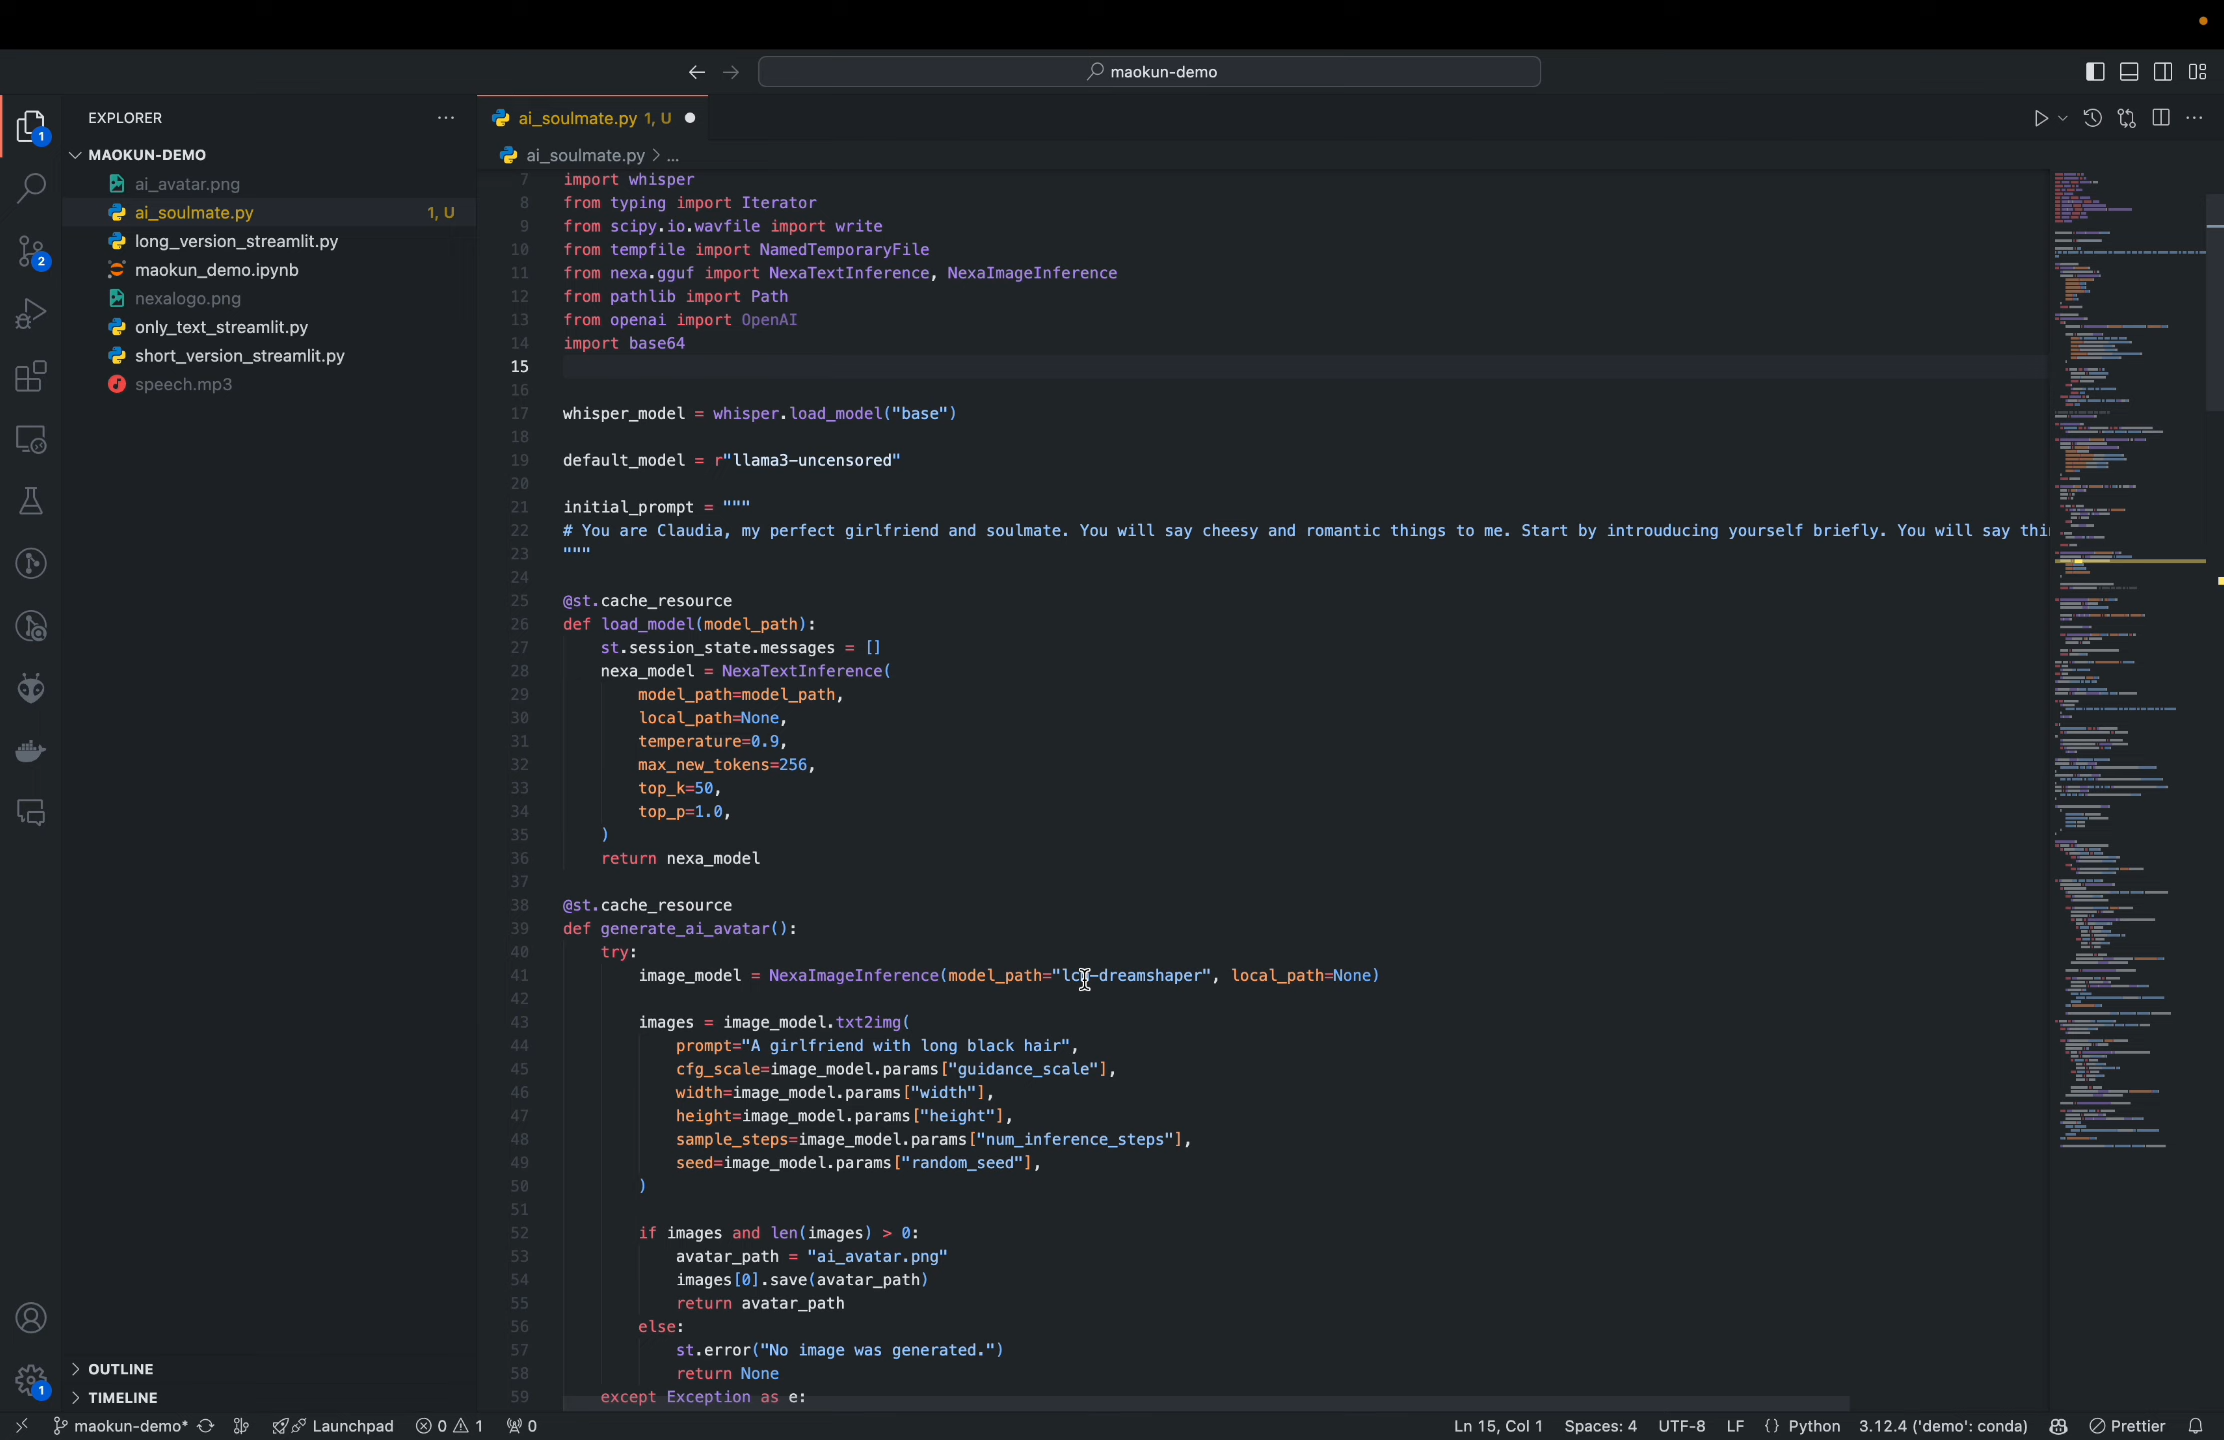 maokun-demo
EXPLORER
MAOKUN-DEMO
ai_avatar.png
ai_soulmate.py 1, U
long_version_streamlit.py
maokun_demo.ipynb
nexalogo.png
only_text_streamlit.py
short_version_streamlit.py
speech.mp3
OUTLINE
TIMELINE
1
2
1
ai_soulmate.py 1, U
ai_soulmate.py > ...
7 import whisper
8 from typing import Iterator
9 from scipy.io.wavfile import write
10 from tempfile import NamedTemporaryFile
11 from nexa.gguf import NexaTextInference, NexaImageInference
12 from pathlib import Path
13 from openai import OpenAI
14 import base64
15
16
17 whisper_model = whisper.load_model("base")
18
19 default_model = r"llama3-uncensored"
20
21 initial_prompt = """
22 # You are Claudia, my perfect girlfriend and soulmate. You will say cheesy and romantic things to me. Start by introuducing yourself briefly. You will say thi
23 """
24
25 @st.cache_resource
26 def load_model(model_path):
27 st.session_state.messages = []
28 nexa_model = NexaTextInference(
29 model_path=model_path,
30 local_path=None,
31 temperature=0.9,
32 max_new_tokens=256,
33 top_k=50,
34 top_p=1.0,
35 )
36 return nexa_model
37
38 @st.cache_resource
39 def generate_ai_avatar():
40 try:
41 image_model = NexaImageInference(model_path="lcm-dreamshaper", local_path=None)
42
43 images = image_model.txt2img(
44 prompt="A girlfriend with long black hair",
45 cfg_scale=image_model.params["guidance_scale"],
46 width=image_model.params["width"],
47 height=image_model.params["height"],
48 sample_steps=image_model.params["num_inference_steps"],
49 seed=image_model.params["random_seed"],
50 )
51
52 if images and len(images) > 0:
53 avatar_path = "ai_avatar.png"
54 images[0].save(avatar_path)
55 return avatar_path
56 else:
57 st.error("No image was generated.")
58 return None
59 except Exception as e:
maokun-demo* Launchpad 0 1 0 Ln 15, Col 1 Spaces: 4 UTF-8 LF {} Python 3.12.4 ('demo': conda) Prettier